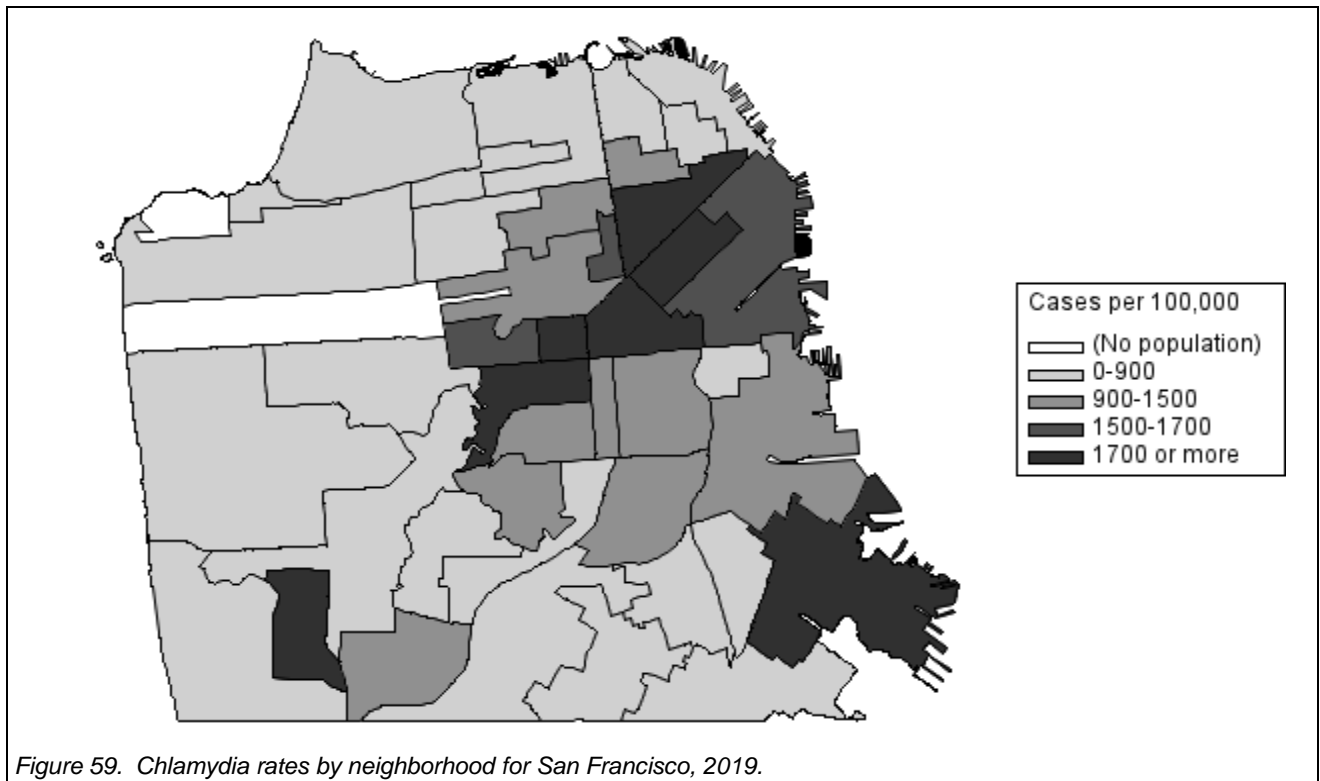 Cases per 100,000
(No population)
0-900
900-1500
1500-1700
1700 or more
Figure 59. Chlamydia rates by neighborhood for San Francisco, 2019.